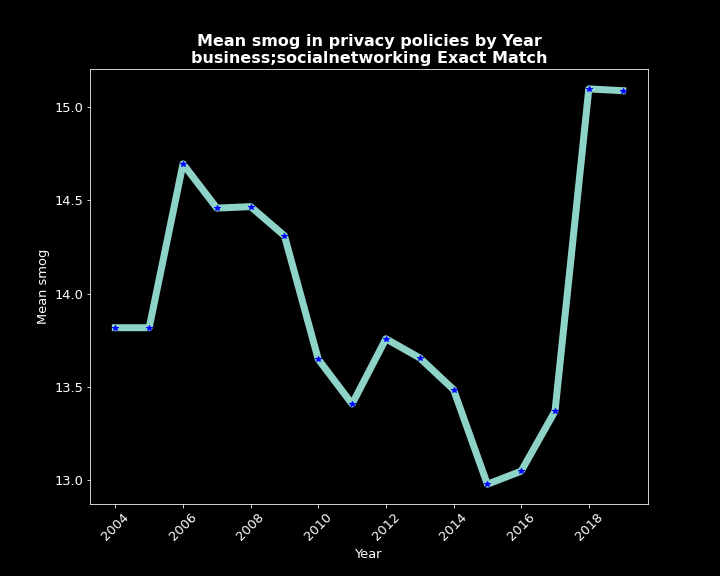 Mean smog in privacy policies by Year
business;socialnetworking Exact Match
15.0
14.5
14.0
13.5
13.0
Mean smog
2004 2006 2008 2010 2012 2014 2016 2018
Year